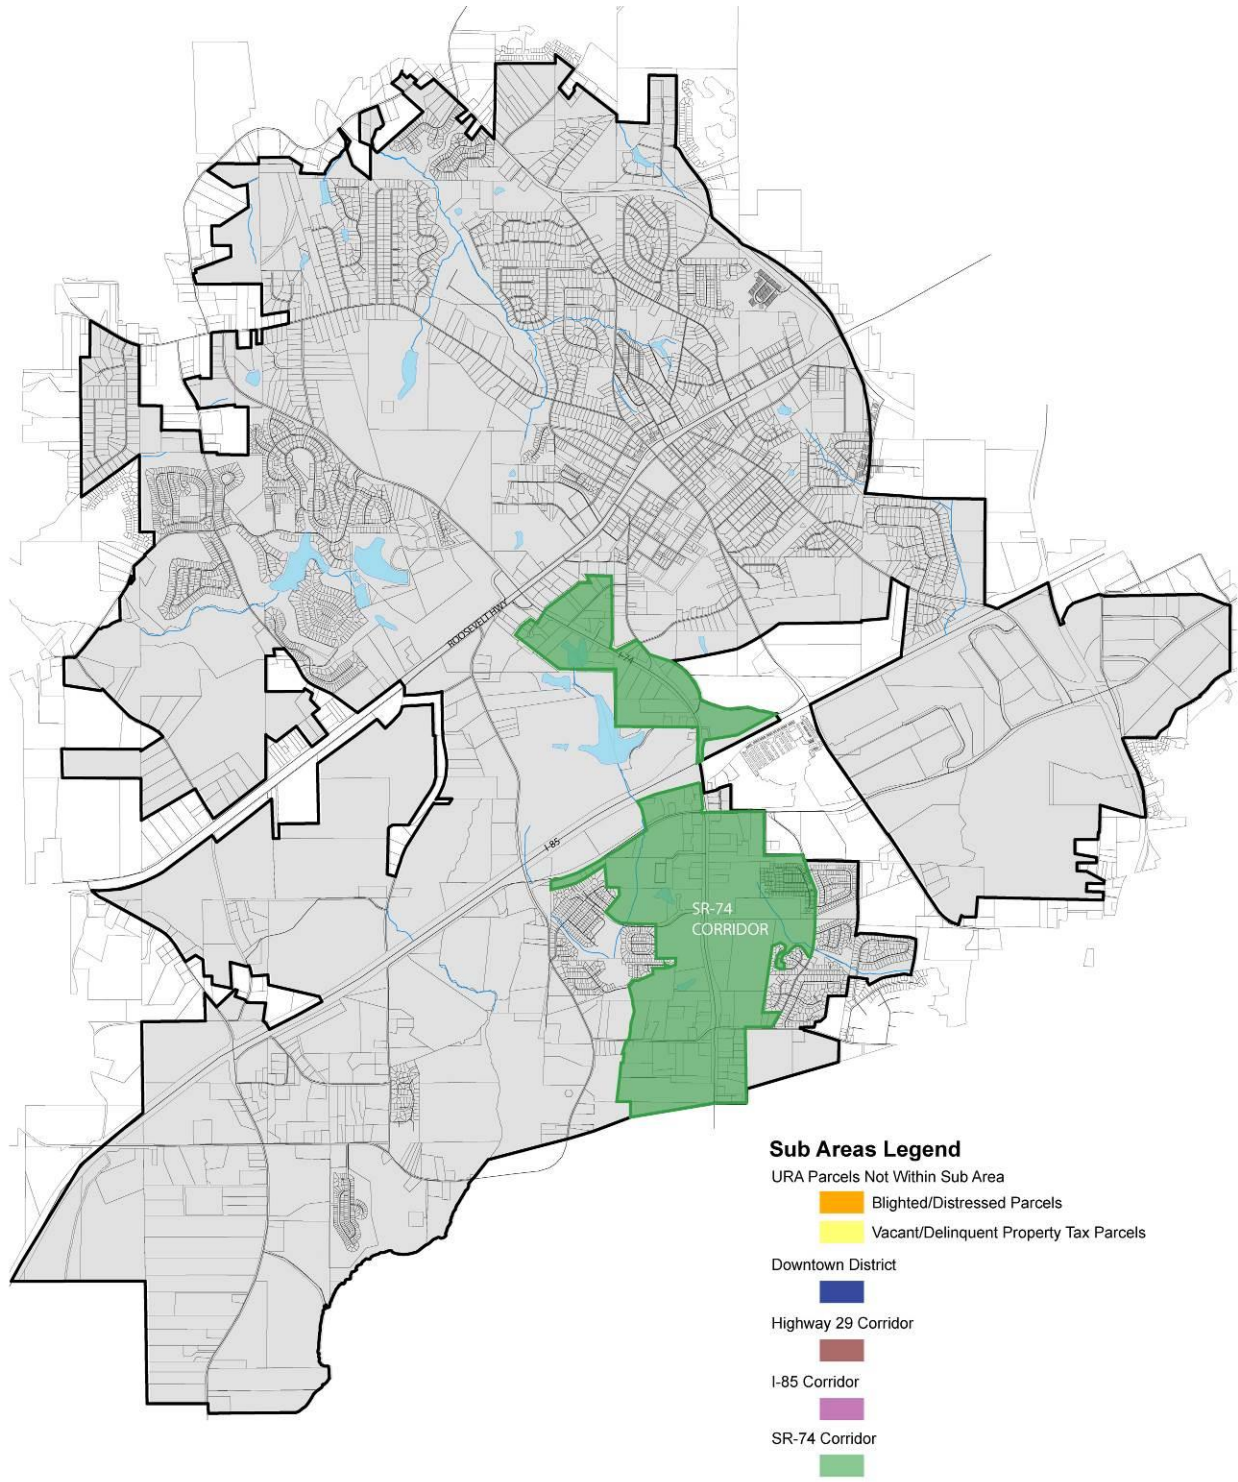 ROOSEVELT HWY
I-85
SR-74
CORRIDOR
Sub Areas Legend
URA Parcels Not Within Sub Area
Blighted/Distressed Parcels
Vacant/Delinquent Property Tax Parcels
Downtown District
Highway 29 Corridor
I-85 Corridor
SR-74 Corridor